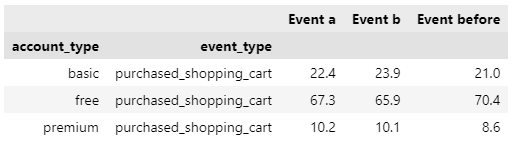 Event a Event b Event before
account_type event_type
basic purchased_shopping_cart 22.4 23.9 21.0
free purchased_shopping_cart 67.3 65.9 70.4
premium purchased_shopping_cart 10.2 10.1 8.6